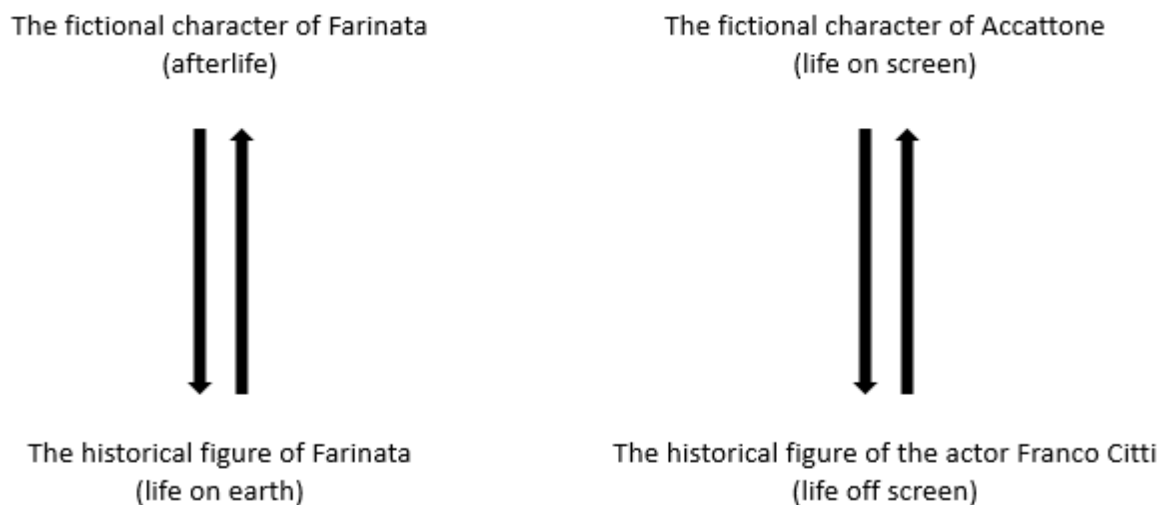 The fictional character of Farinata
(afterlife)
The fictional character of Accattone
(life on screen)
The historical figure of Farinata
(life on earth)
The historical figure of the actor Franco Citti
(life off screen)